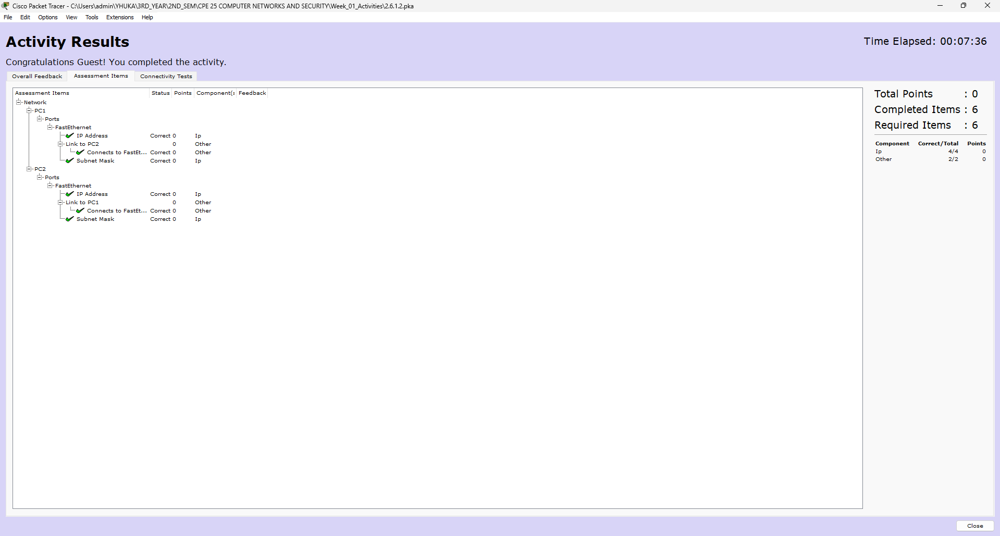 Cisco Packet Tracer - C:\Users\admin\YHUKA\3RD_YEAR\2ND_SEM\CPE 25 COMPUTER NETWORKS AND SECURITY\Week_01_Activities\2.6.1.2.pka
File Edit Options View Tools Extensions Help
Activity Results
Time Elapsed: 00:07:36
Congratulations Guest! You completed the activity.
Overall Feedback Assessment Items Connectivity Tests
Assessment Items Status Points Component(s Feedback
Network
PC1
Ports
FastEthernet
IP Address Correct 0 Ip
Link to PC2 0 Other
Connects to FastEt... Correct 0 Other
Subnet Mask Correct 0 Ip
PC2
Ports
FastEthernet
IP Address Correct 0 Ip
Link to PC1 0 Other
Connects to FastEt... Correct 0 Other
Subnet Mask Correct 0 Ip
Total Points : 0
Completed Items : 6
Required Items : 6
Component Correct/Total Points
Ip 4/4 0
Other 2/2 0
Close